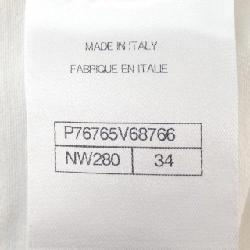 MADE IN ITALY
FABRIQUE EN ITALIE
P76765V68766
NW280 34